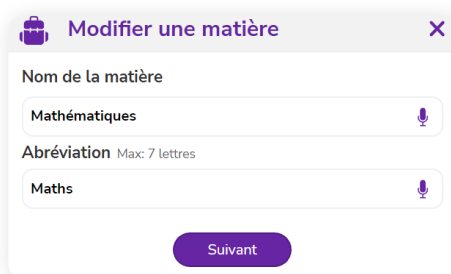 Modifier une matière
Nom de la matière
Mathématiques
Abréviation Max: 7 lettres
Maths
Suivant